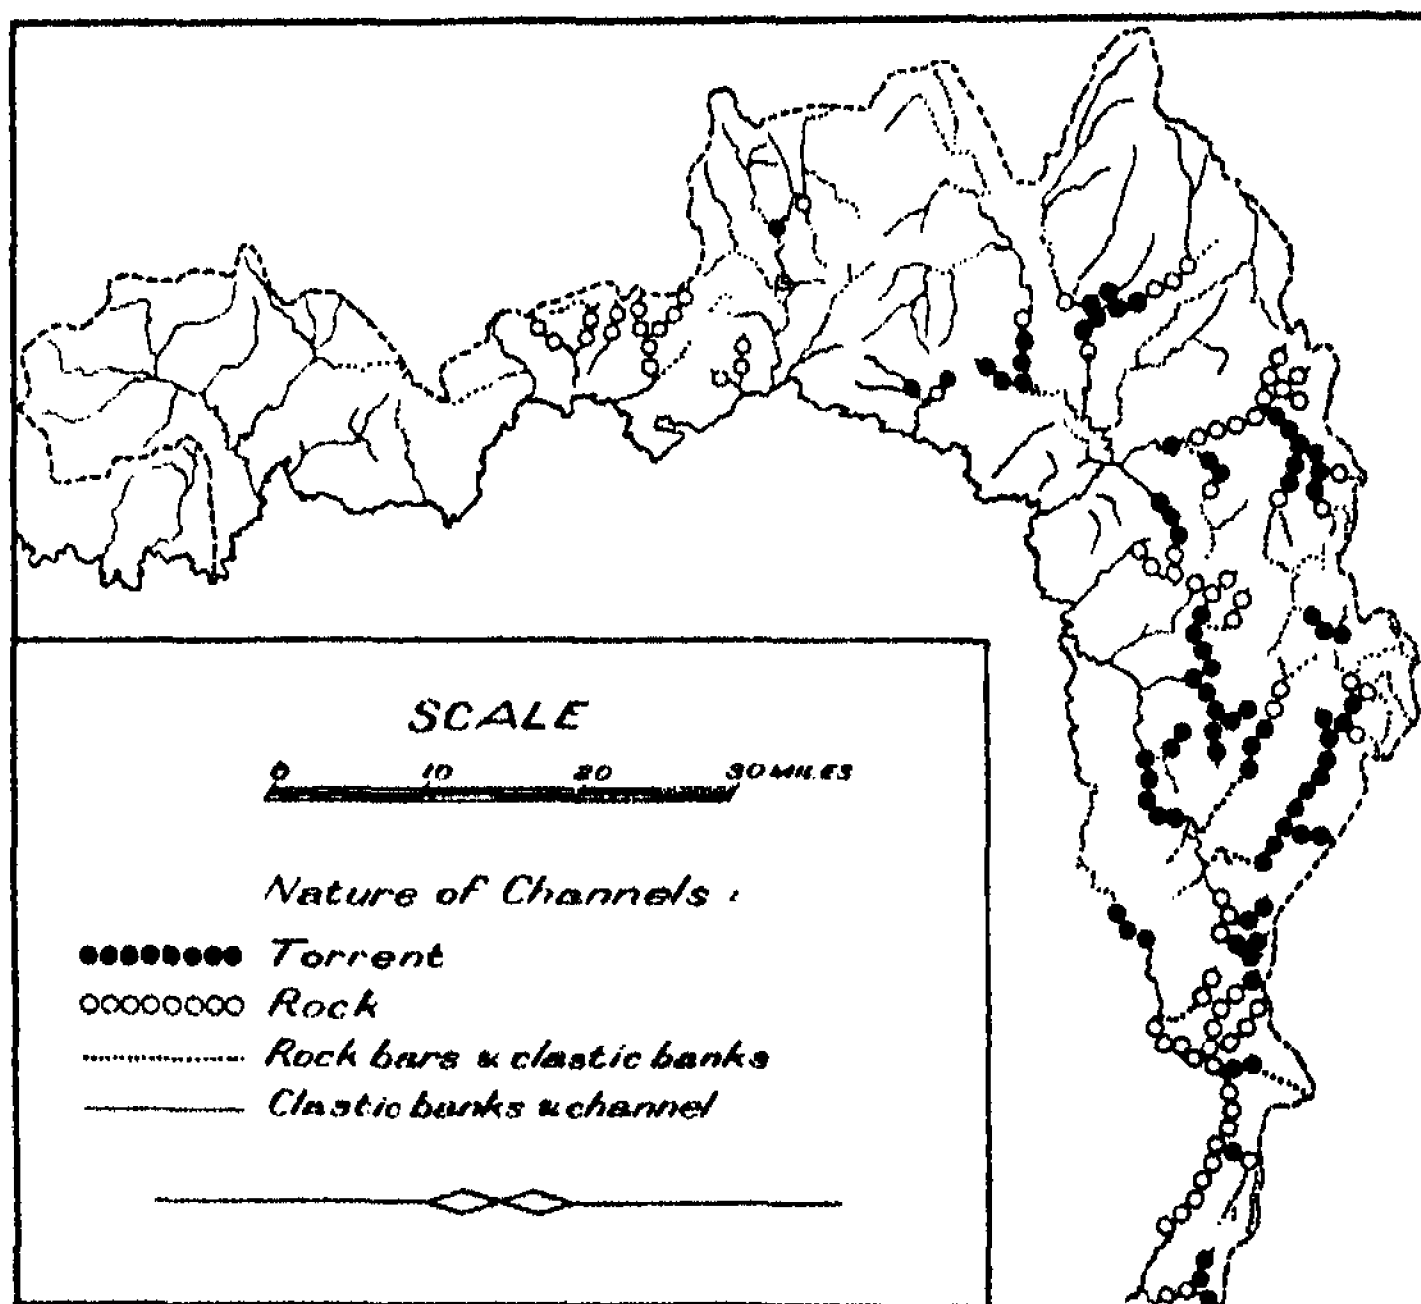 SCALE
0 10 20 30 MILES
Nature of Channels :
Torrent
Rock
Rock bars & clastic banks
Clastic banks & channel